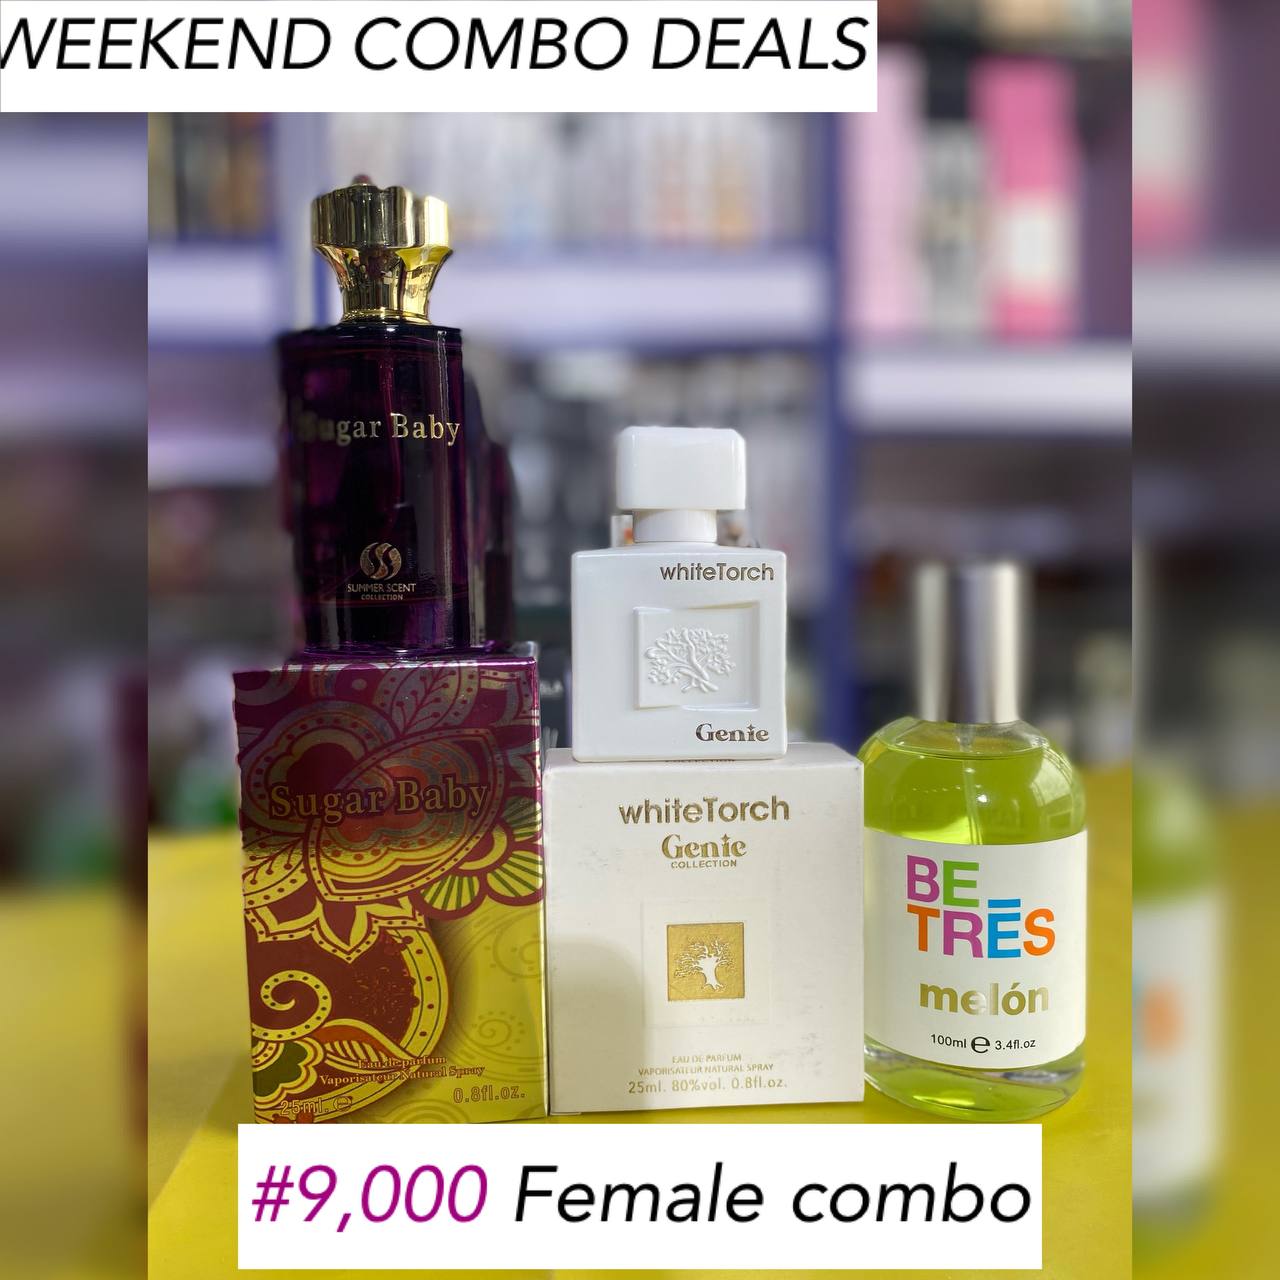 WEEKEND COMBO DEALS
Sugar Baby
SUMMER SCENT
COLLECTION
whiteTorch
Genie
Sugar Baby
Eau de parfum
Vaporisateur Natural Spray
25ml. e 0.8fl.oz.
whiteTorch
Genie
COLLECTION
EAU DE PARFUM
VAPORISATEUR NATURAL SPRAY
25ml. 80%vol. 0.8fl.oz.
BE
TRĒS
melón
100ml e 3.4fl.oz
#9,000 Female combo